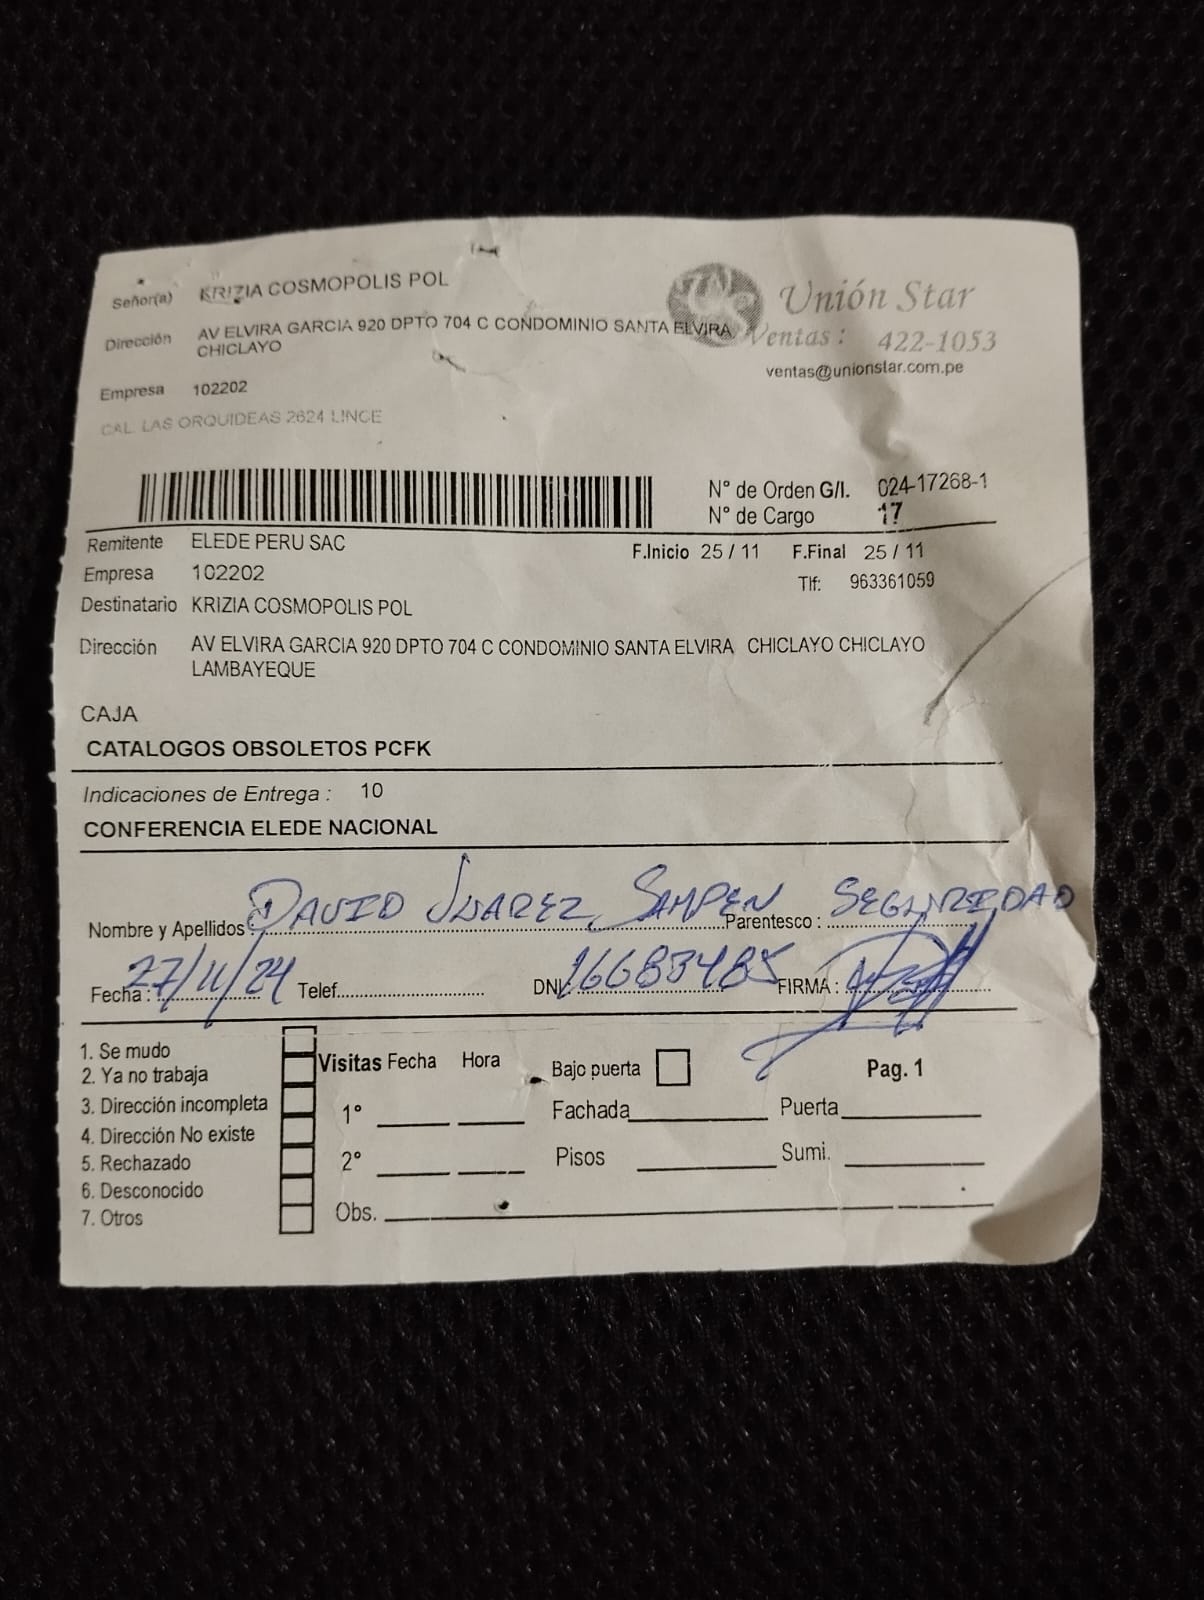 Señor(a) KRIZIA COSMOPOLIS POL
Unión Star
Dirección AV ELVIRA GARCIA 920 DPTO 704 C CONDOMINIO SANTA ELVIRA
CHICLAYO
Ventas: 422-1053
ventas@unionstar.com.pe
Empresa 102202
CAL. LAS ORQUIDEAS 2624 LINCE
N° de Orden G/I. 024-17268-1
N° de Cargo 17
Remitente ELEDE PERU SAC
F.Inicio 25 / 11 F.Final 25 / 11
Empresa 102202
Tlf: 963361059
Destinatario KRIZIA COSMOPOLIS POL
Dirección AV ELVIRA GARCIA 920 DPTO 704 C CONDOMINIO SANTA ELVIRA CHICLAYO CHICLAYO
LAMBAYEQUE
CAJA
CATALOGOS OBSOLETOS PCFK
Indicaciones de Entrega : 10
CONFERENCIA ELEDE NACIONAL
Nombre y Apellidos : DAVID JUAREZ SAMPEN Parentesco : SEGURIDAD
Fecha : 27/11/24 Telef. DNI: 16683485 FIRMA :
1. Se mudo
2. Ya no trabaja
3. Dirección incompleta
4. Dirección No existe
5. Rechazado
6. Desconocido
7. Otros
Visitas Fecha Hora
Bajo puerta
Pag. 1
1°
Fachada Puerta
2°
Pisos Sumi.
Obs.